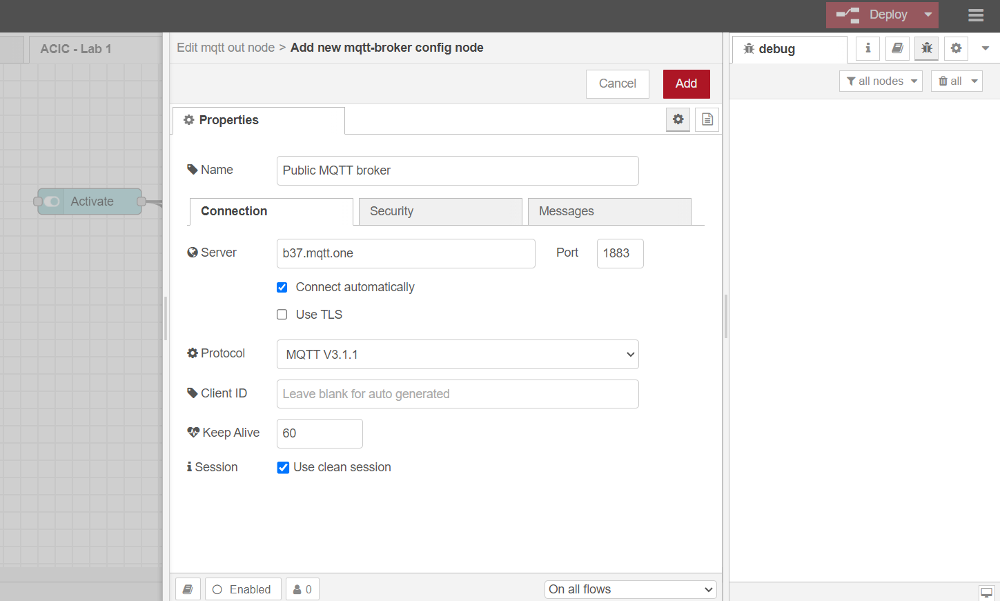 Deploy
ACIC - Lab 1
Edit mqtt out node > Add new mqtt-broker config node
debug
Cancel
Add
all nodes
all
Properties
Name
Public MQTT broker
Activate
Connection
Security
Messages
Server
b37.mqtt.one
Port
1883
Connect automatically
Use TLS
Protocol
MQTT V3.1.1
Client ID
Leave blank for auto generated
Keep Alive
60
Session
Use clean session
Enabled
0
On all flows